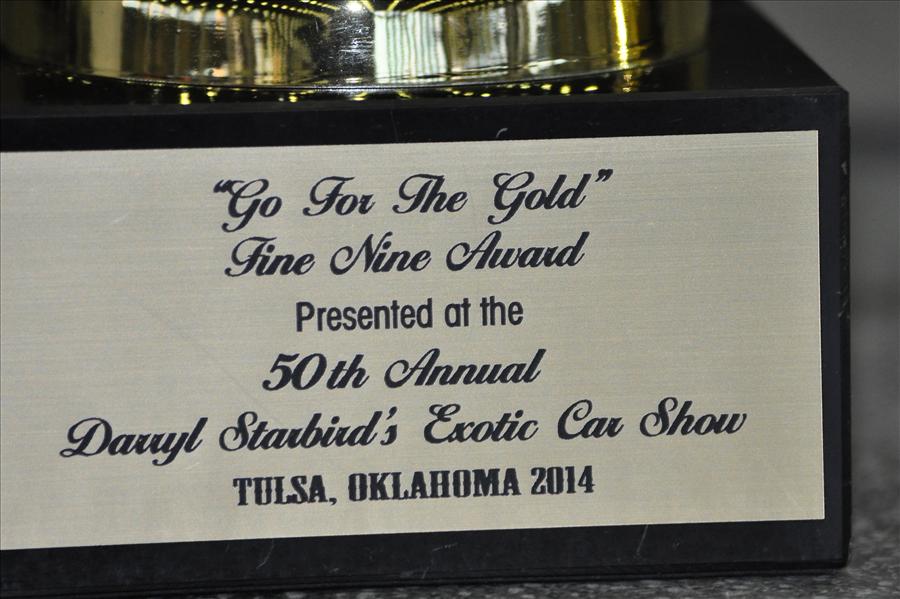 “Go For The Gold”
Fine Nine Award
Presented at the
50th Annual
Darryl Starbird's Exotic Car Show
TULSA, OKLAHOMA 2014